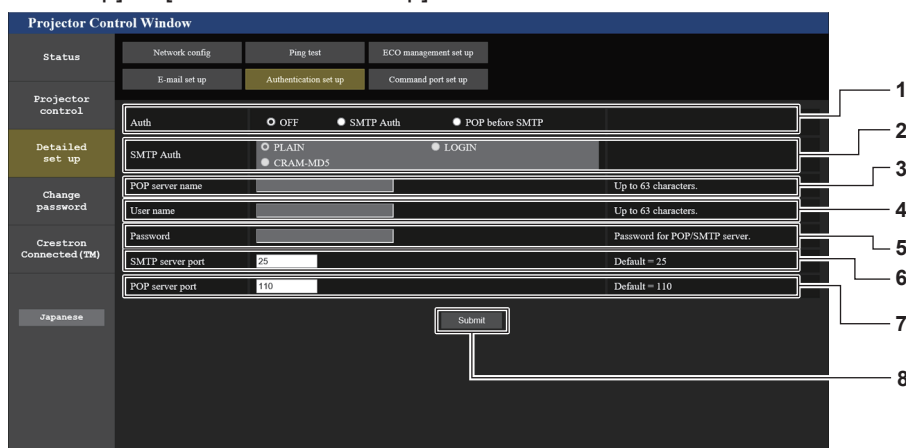 Projector Control Window
Status
Network config
Ping test
ECO management set up
E-mail set up
Authentication set up
Command port set up
Projector
control
Detailed
set up
Change
password
Crestron
Connected(TM)
Japanese
Auth
OFF
SMTP Auth
POP before SMTP
1
SMTP Auth
PLAIN
LOGIN
CRAM-MD5
2
POP server name
Up to 63 characters.
3
User name
Up to 63 characters.
4
Password
Password for POP/SMTP server.
5
SMTP server port
25
Default = 25
6
POP server port
110
Default = 110
7
Submit
8